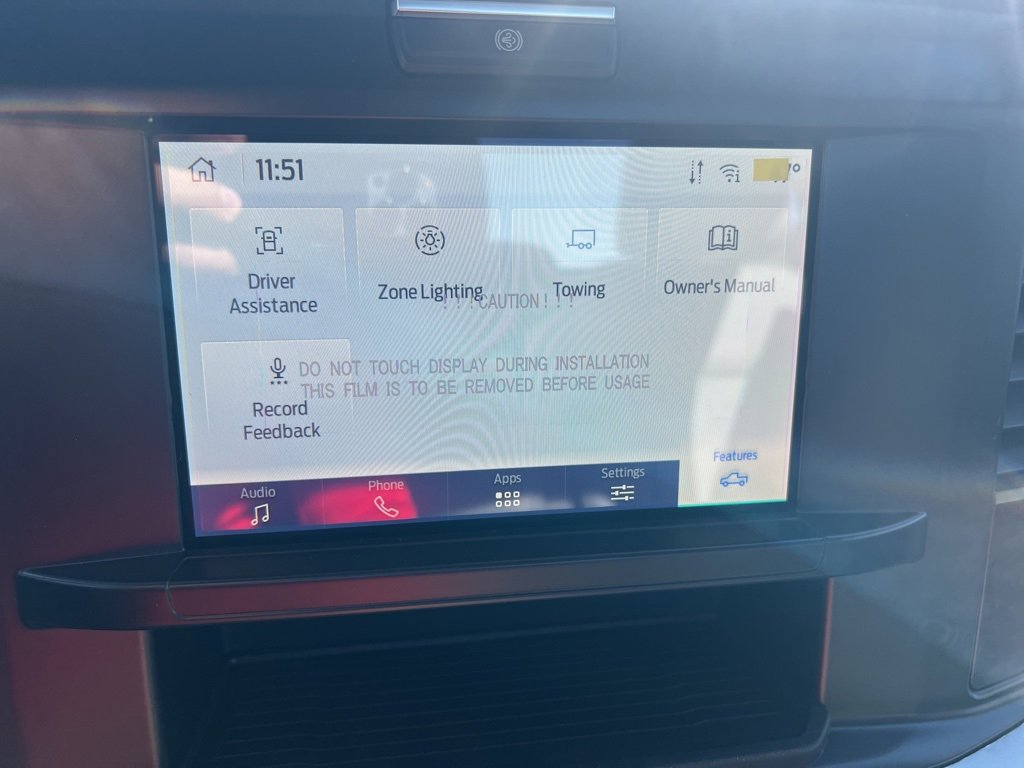 11:51
Driver
Assistance
Zone Lighting
Towing
Owner's Manual
! ! ! CAUTION ! ! !
DO NOT TOUCH DISPLAY DURING INSTALLATION
THIS FILM IS TO BE REMOVED BEFORE USAGE
Record
Feedback
Audio
Phone
Apps
Settings
Features